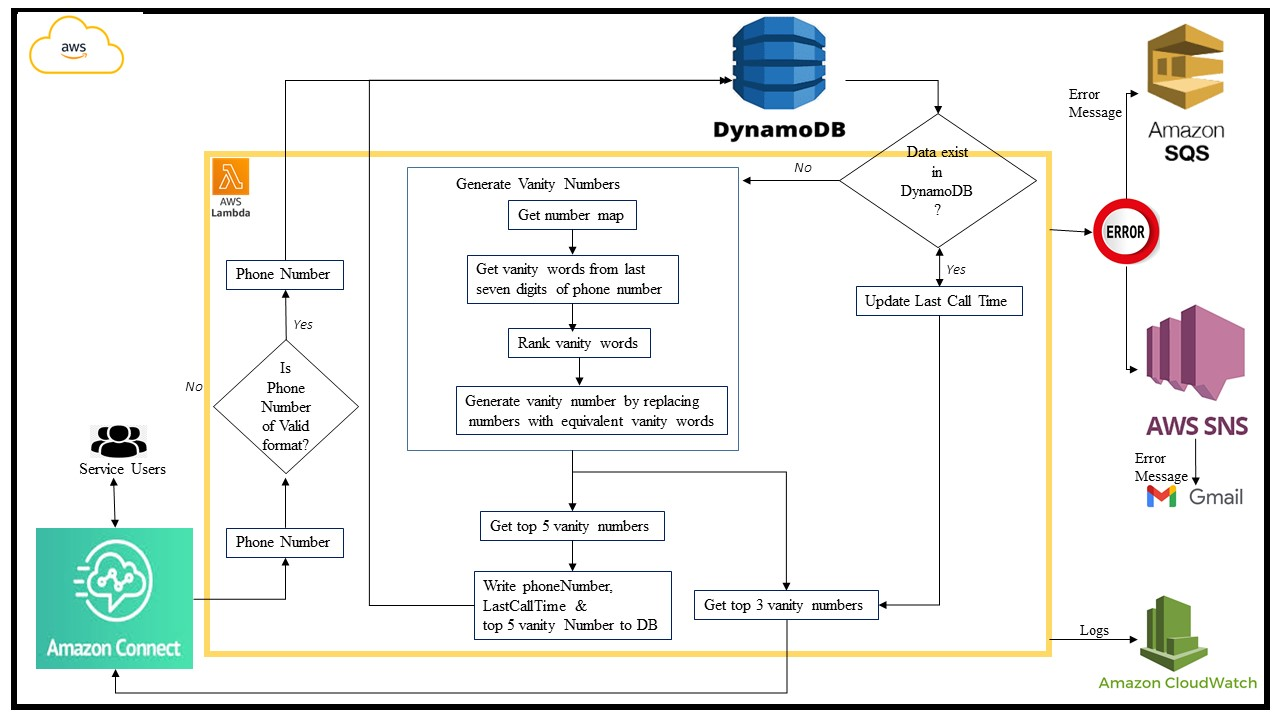 aws
DynamoDB
Error
Message
Amazon
SQS
AWS
Lambda
Generate Vanity Numbers
Get number map
Get vanity words from last
seven digits of phone number
Rank vanity words
Generate vanity number by replacing
numbers with equivalent vanity words
No
Data exist
in
DynamoDB
?
Yes
Update Last Call Time
ERROR
Phone Number
Yes
No
Is
Phone
Number
of Valid
format?
Service Users
Phone Number
Amazon Connect
Get top 5 vanity numbers
Write phoneNumber,
LastCallTime &
top 5 vanity Number to DB
Get top 3 vanity numbers
AWS SNS
Error
Message
Gmail
Logs
Amazon CloudWatch